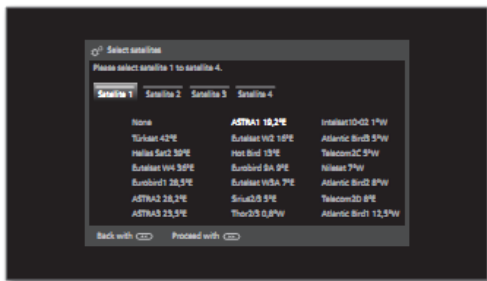 Select satellites
Please select satellite 1 to satellite 4.
Satellite 1 Satellite 2 Satellite 3 Satellite 4
None ASTRA1 19,2°E Intelsat10-02 1°W
Türksat 42°E Eutelsat W2 16°E Atlantic Bird3 5°W
Hellas Sat2 39°E Hot Bird 13°E Telecom2C 5°W
Eutelsat W4 36°E Eurobird 9A 9°E Nilesat 7°W
Eurobird1 28,5°E Eutelsat W3A 7°E Atlantic Bird2 8°W
ASTRA2 28,2°E Sirius2/3 5°E Telecom2D 8°E
ASTRA3 23,5°E Thor2/3 0,8°W Atlantic Bird1 12,5°W
Back with Proceed with